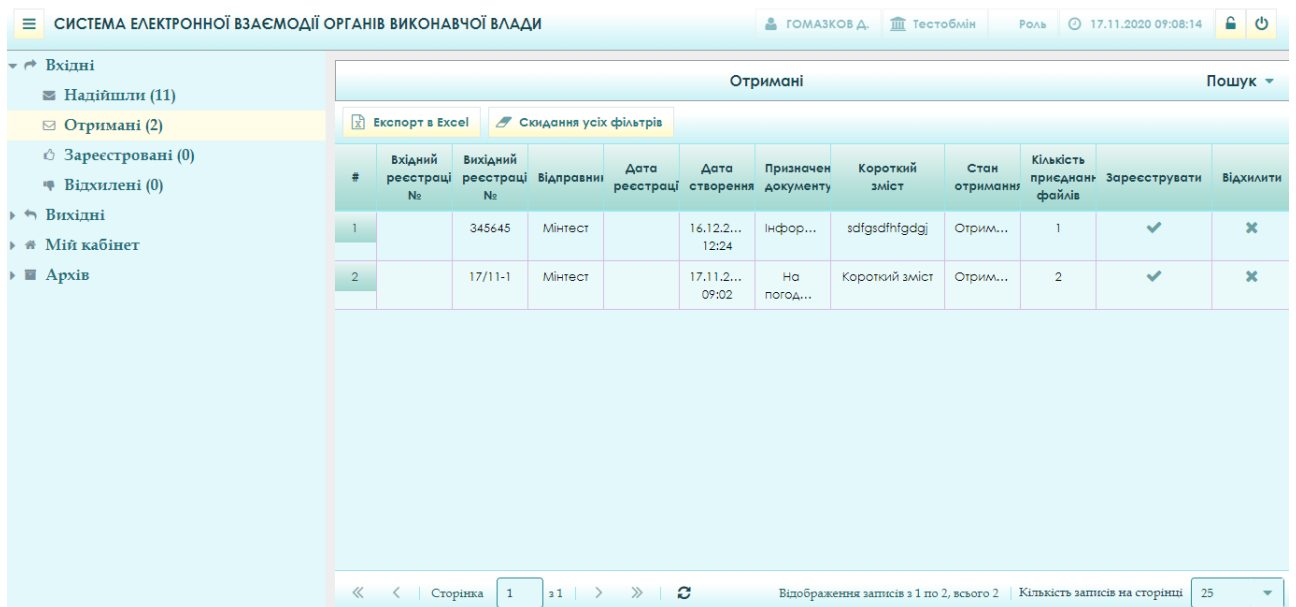 СИСТЕМА ЕЛЕКТРОННОЇ ВЗАЄМОДІЇ ОРГАНІВ ВИКОНАВЧОЇ ВЛАДИ
ГОМАЗКОВ Д. Тестобмін Роль 17.11.2020 09:08:14
Вхідні
Надійшли (11)
Отримані (2)
Зареєстровані (0)
Відхилені (0)
Вихідні
Мій кабінет
Архів
Отримані Пошук
Експорт в Excel Скидання усіх фільтрів
# Вхідний реєстраці № Вихідний реєстраці № Відправни Дата реєстраці Дата створення Призначен документу Короткий зміст Стан отримання Кількість приєднан файлів Зареєструвати Відхилити
1 345645 Мінтест 16.12.2... 12:24 Інфор... sdfgsdfhfgdgj Отрим... 1
2 17/11-1 Мінтест 17.11.2... 09:02 На погод... Короткий зміст Отрим... 2
Сторінка 1 з 1 Відображення записів з 1 по 2, всього 2 Кількість записів на сторінці 25